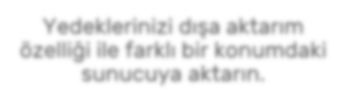 Yedeklerinizi dışa aktarım
özelliği ile farklı bir konumdaki
sunucuya aktarın.